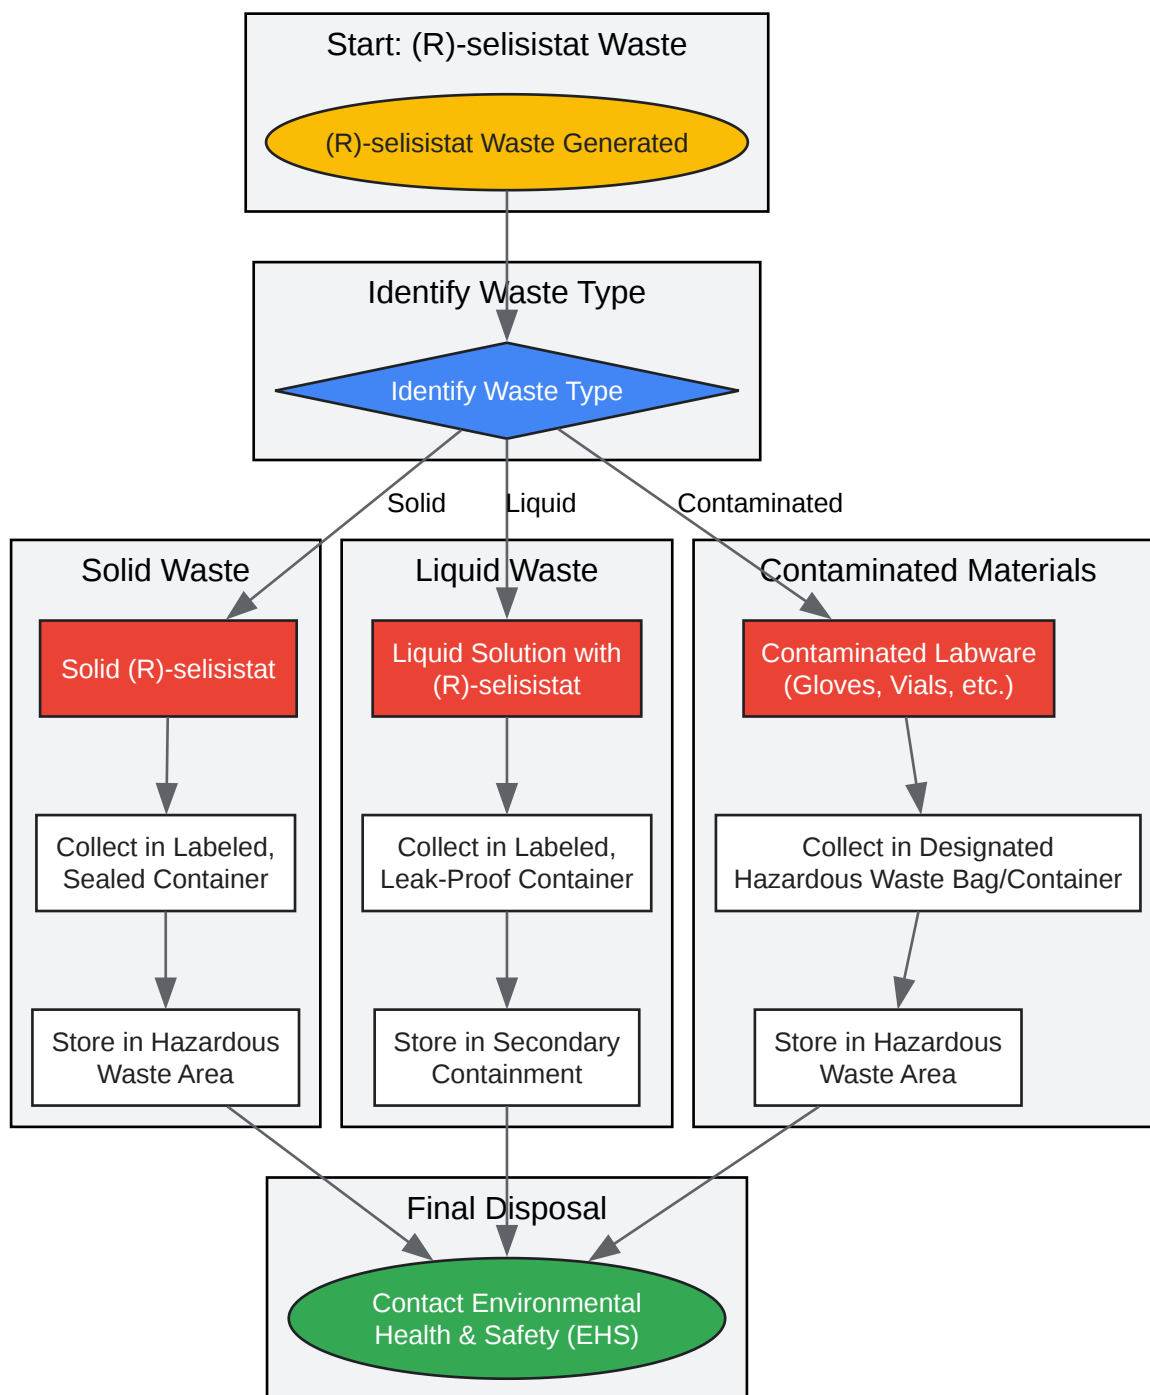 Start: (R)-selisistat Waste
(R)-selisistat Waste Generated
Identify Waste Type
Identify Waste Type
Solid
Liquid
Contaminated
Solid Waste
Solid (R)-selisistat
Collect in Labeled,
Sealed Container
Store in Hazardous
Waste Area
Liquid Waste
Liquid Solution with
(R)-selisistat
Collect in Labeled,
Leak-Proof Container
Store in Secondary
Containment
Contaminated Materials
Contaminated Labware
(Gloves, Vials, etc.)
Collect in Designated
Hazardous Waste Bag/Container
Store in Hazardous
Waste Area
Final Disposal
Contact Environmental
Health & Safety (EHS)